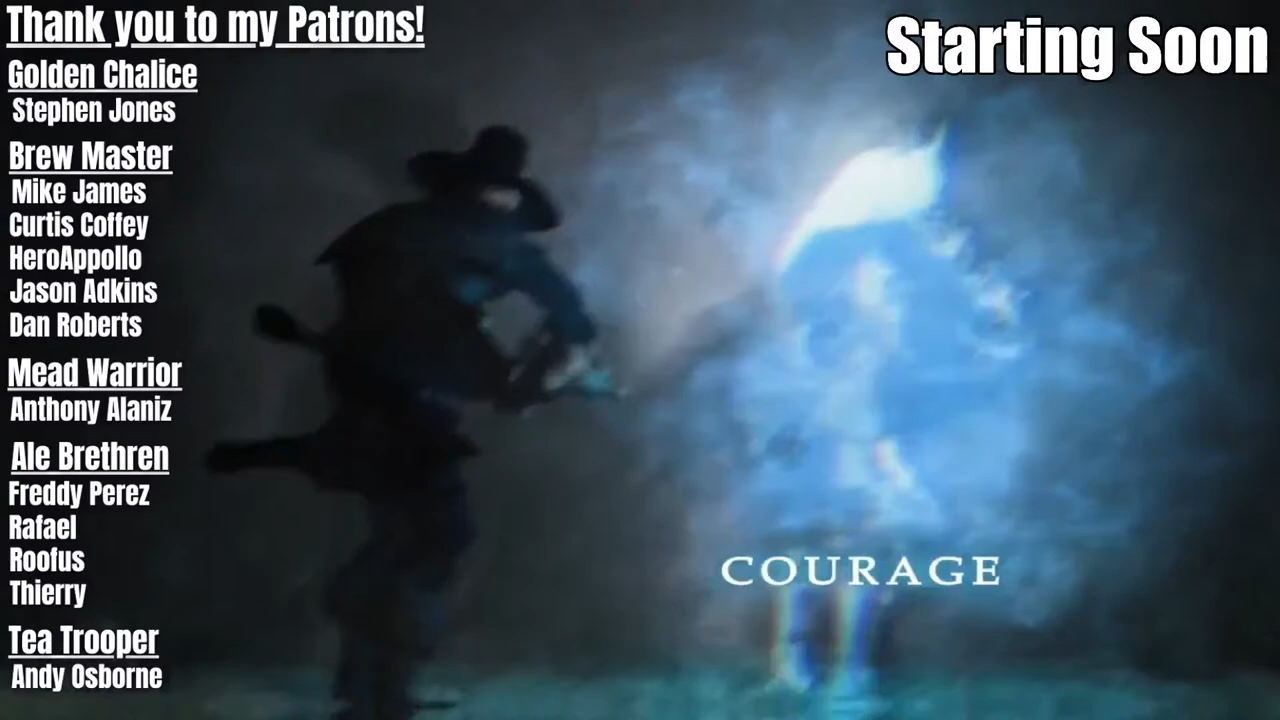 Thank you to my Patrons!
Starting Soon
Golden Chalice
Stephen Jones
Brew Master
Mike James
Curtis Coffey
HeroAppollo
Jason Adkins
Dan Roberts
Mead Warrior
Anthony Alaniz
Ale Brethren
Freddy Perez
Rafael
Roofus
Thierry
Tea Trooper
Andy Osborne
COURAGE